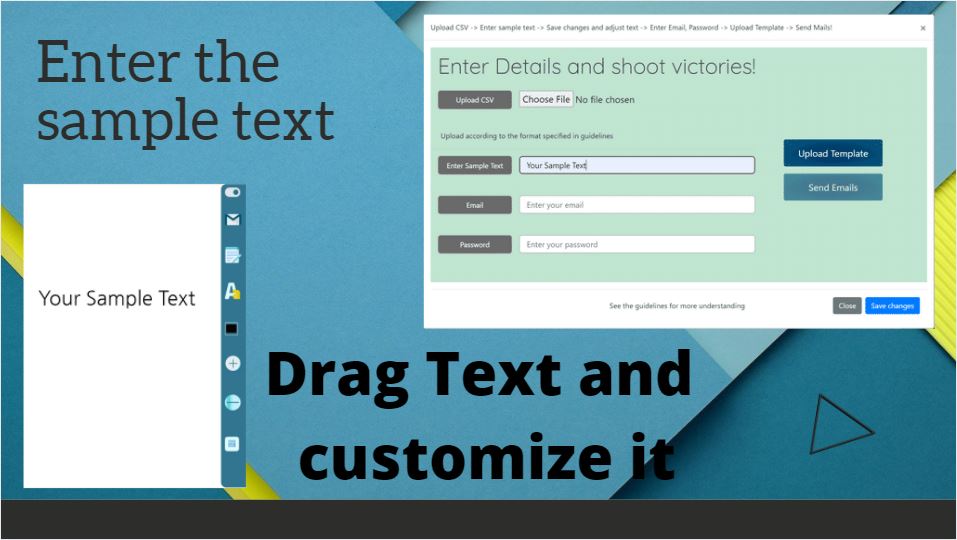 Enter the
sample text
Upload CSV -> Enter sample text -> Save changes and adjust text -> Enter Email, Password -> Upload Template -> Send Mails!
×
Enter Details and shoot victories!
Upload CSV
Choose File No file chosen
Upload according to the format specified in guidelines
Enter Sample Text
Your Sample Text
Email
Enter your email
Password
Enter your password
Upload Template
Send Emails
See the guidelines for more understanding
Close
Save changes
Your Sample Text
A
Drag Text and
customize it